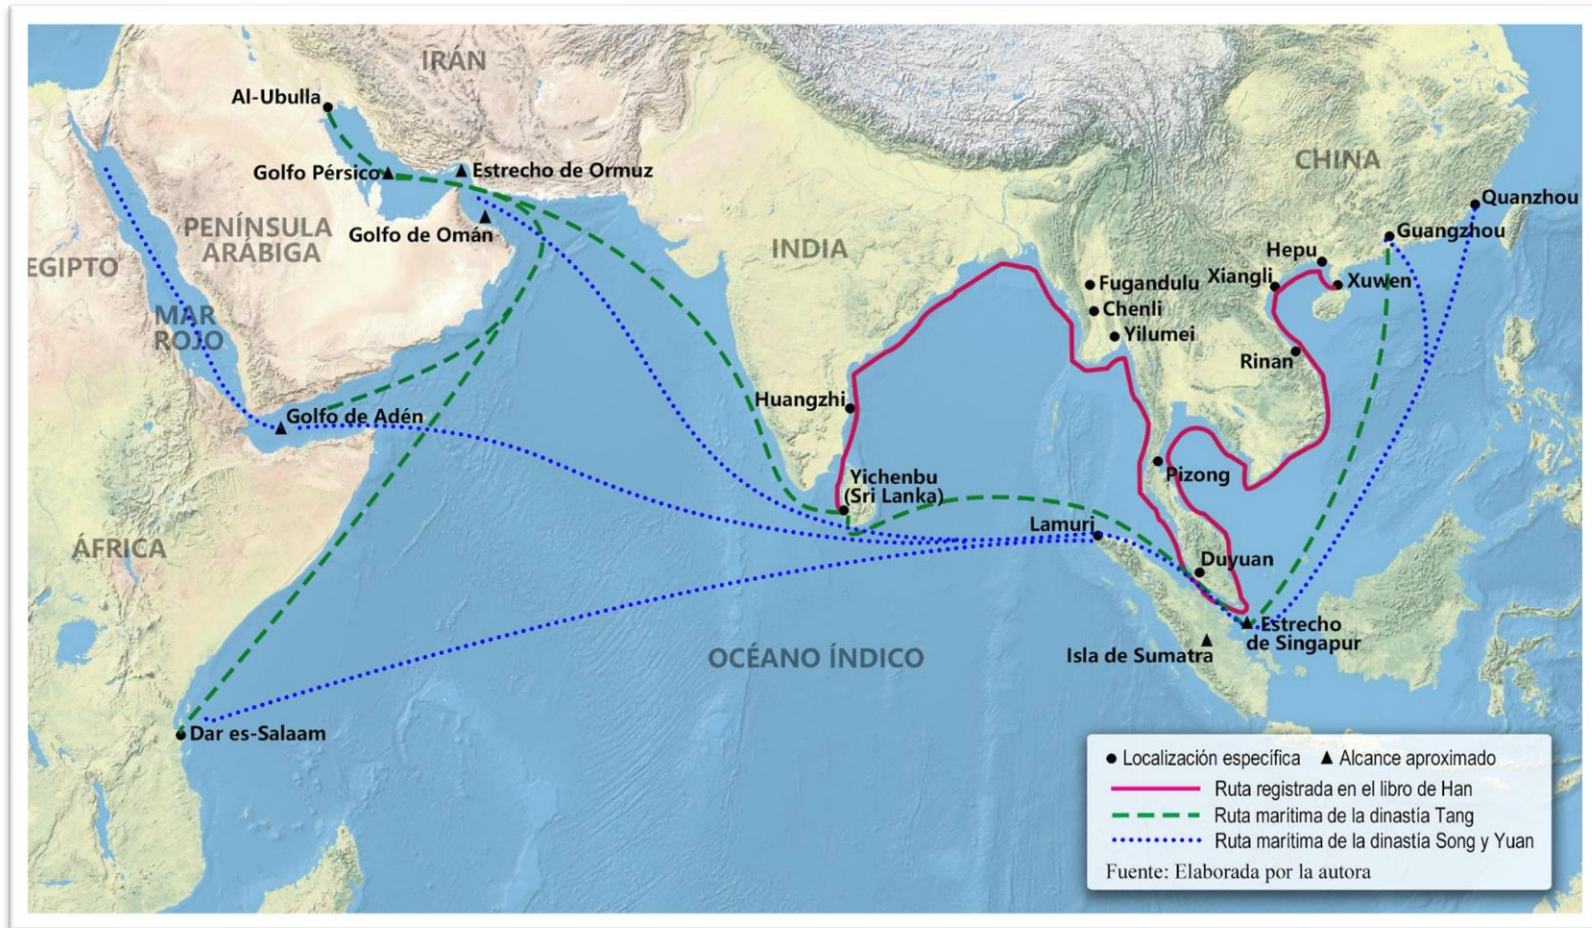 IRÁN
Al-Ubulla
Golfo Pérsico
Estrecho de Ormuz
CHINA
Quanzhou
PENÍNSULA
ARÁBIGA
Golfo de Omán
INDIA
Guangzhou
Hepu
EGIPTO
Fugandulu
Xiangli
Xuwen
Chenli
MAR
ROJO
Yilumei
Rinan
Huangzhi
Golfo de Adén
Pizong
Yichenbu
(Sri Lanka)
Lamuri
ÁFRICA
Duyuan
Estrecho
de Singapur
OCÉANO ÍNDICO
Isla de Sumatra
Dar es-Salaam
Localización específica
Alcance aproximado
Ruta registrada en el libro de Han
Ruta marítima de la dinastía Tang
Ruta marítima de la dinastía Song y Yuan
Fuente: Elaborada por la autora